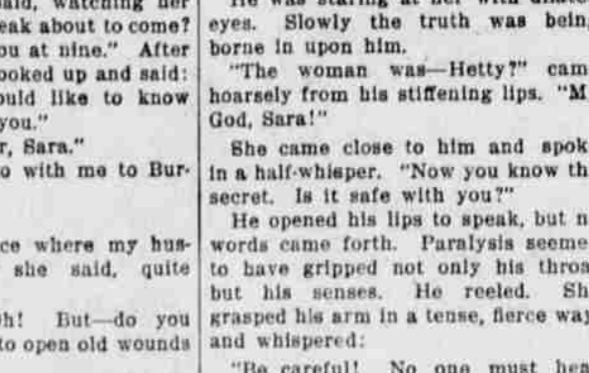 said, watching her
eak about to come?
ou at nine." After
ooked up and said:
ould like to know
you."
r, Sara."
o with me to Bur-
ce where my hus-
she said, quite
Oh! But—do you
to open old wounds
He was staring at her with
eyes. Slowly the truth was bein
borne in upon him.
"The woman was—Hetty?" cam
hoarsely from his stiffening lips. "M
God, Sara!"
She came close to him and spok
in a half-whisper. "Now you know th
secret. Is it safe with you?"
He opened his lips to speak, but n
words came forth. Paralysis seeme
to have gripped not only his throa
but his senses. He reeled. Sh
grasped his arm in a tense, fierce way
and whispered:
"Be careful! No one must hea